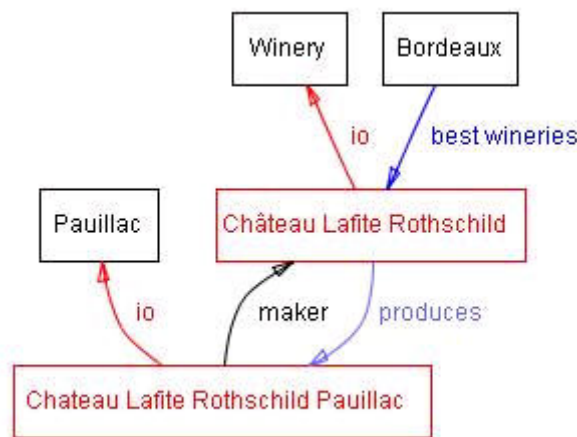 Winery
Bordeaux
io
best wineries
Pauillac
Château Lafite Rothschild
io
maker
produces
Chateau Lafite Rothschild Pauillac